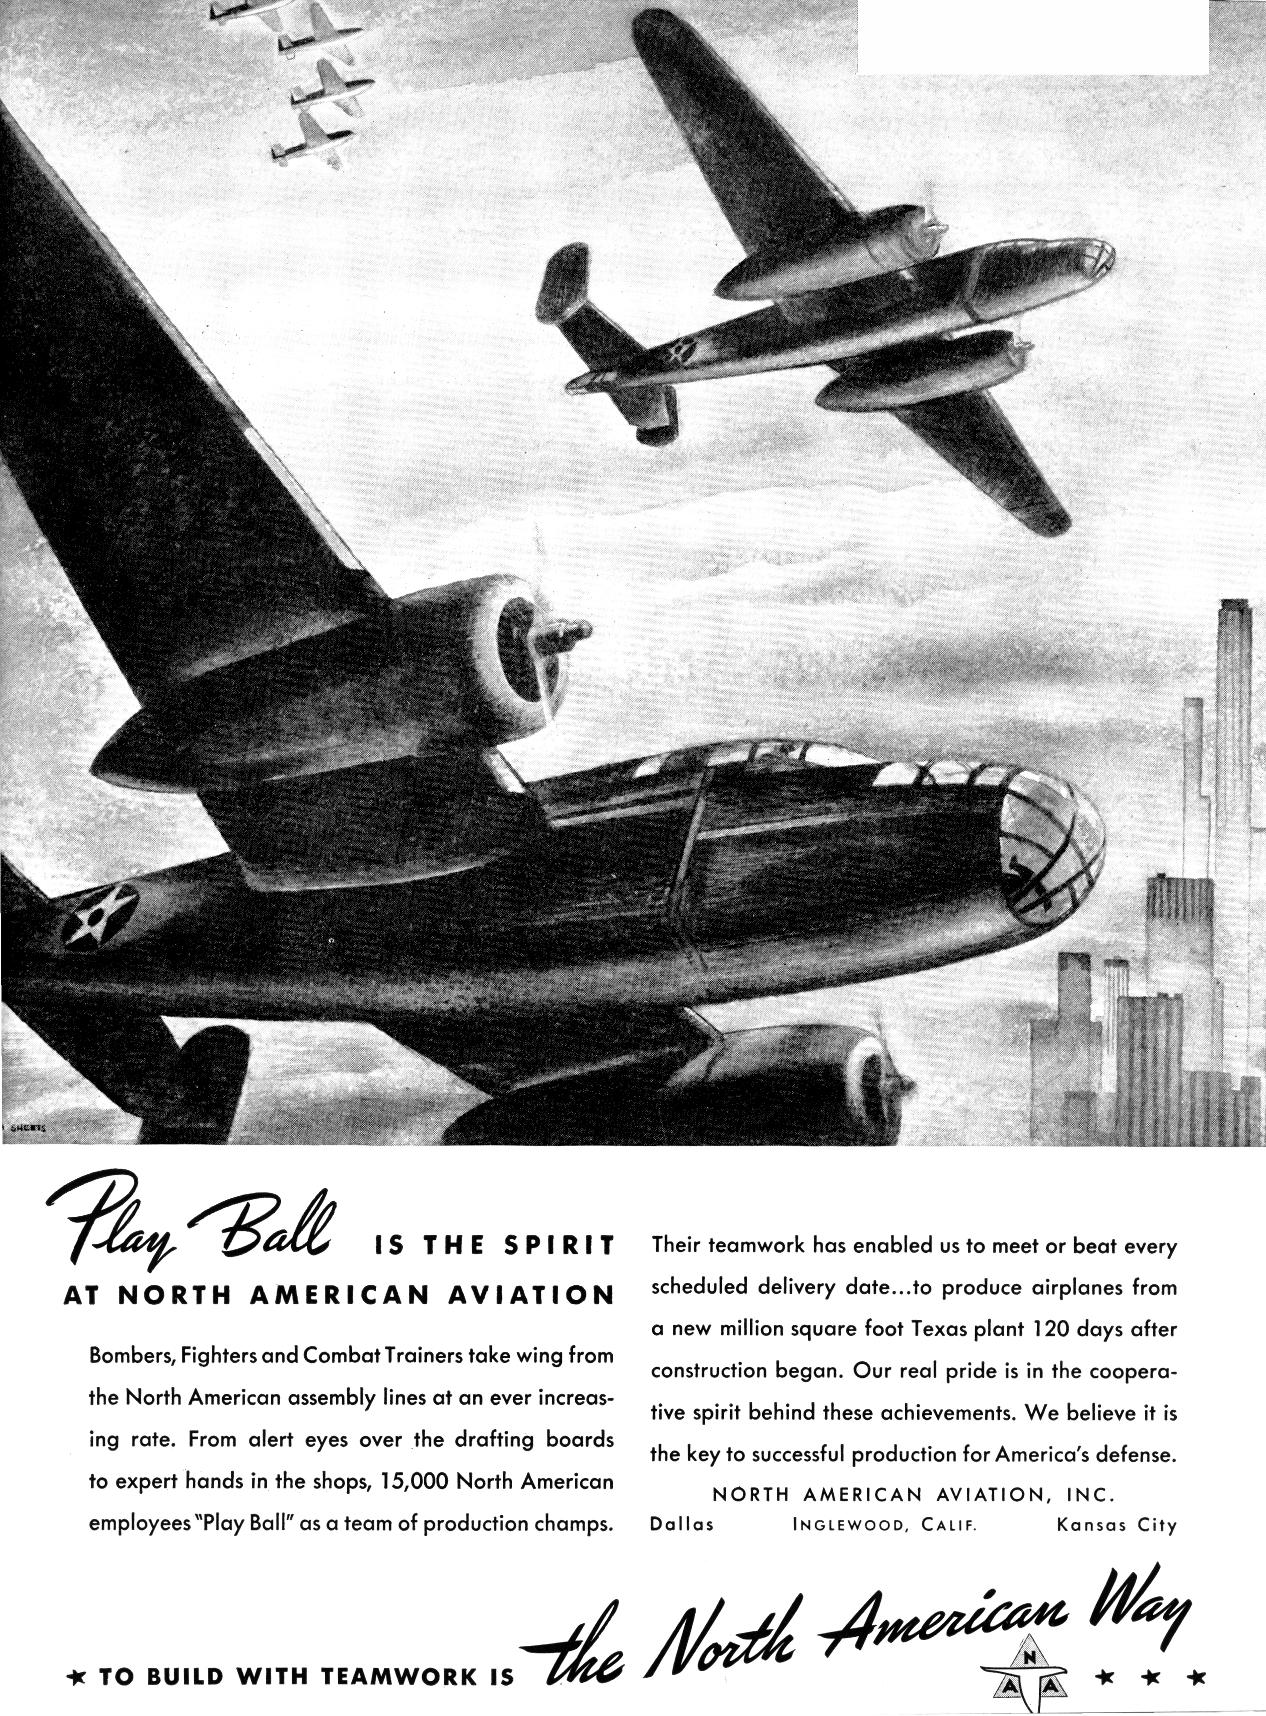 SHEETS
Play Ball IS THE SPIRIT
AT NORTH AMERICAN AVIATION
Bombers, Fighters and Combat Trainers take wing from
the North American assembly lines at an ever increas-
ing rate. From alert eyes over the drafting boards
to expert hands in the shops, 15,000 North American
employees "Play Ball" as a team of production champs.
Their teamwork has enabled us to meet or beat every
scheduled delivery date...to produce airplanes from
a new million square foot Texas plant 120 days after
construction began. Our real pride is in the coopera-
tive spirit behind these achievements. We believe it is
the key to successful production for America's defense.
NORTH AMERICAN AVIATION, INC.
Dallas INGLEWOOD, CALIF. Kansas City
★ TO BUILD WITH TEAMWORK IS the North American Way ★ ★ ★
N
A A